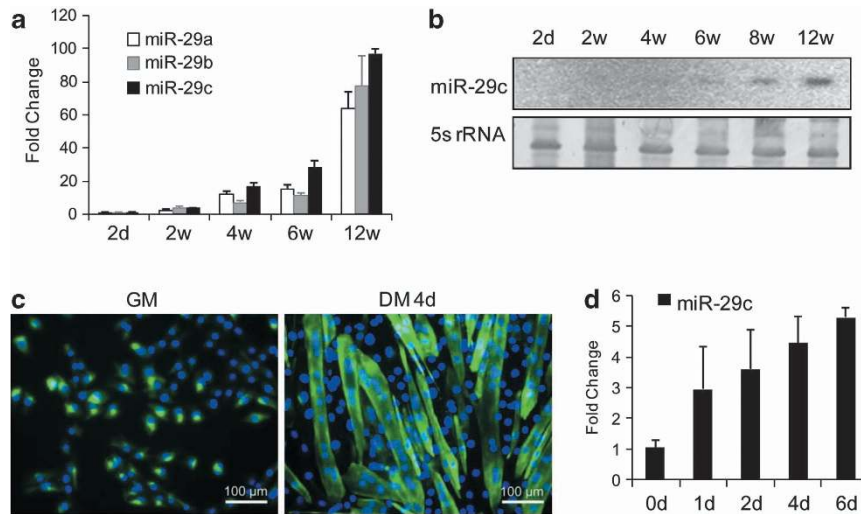 a
120
100
80
60
40
20
0
Fold Change
miR-29a
miR-29b
miR-29c
2d 2w 4w 6w 12w
b
2d 2w 4w 6w 8w 12w
miR-29c
5s rRNA
c
GM DM 4d
100 µm 100 µm
d
6
5
4
3
2
1
0
Fold Change
miR-29c
0d 1d 2d 4d 6d